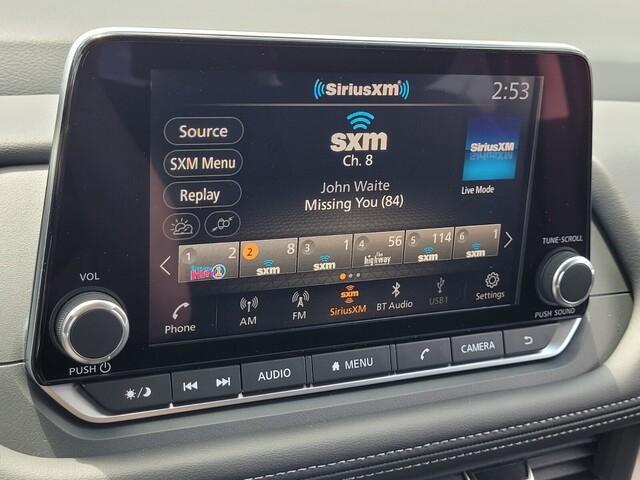 SiriusXM
2:53
Source
SXM Menu
Replay
sxm
Ch. 8
John Waite
Missing You (84)
SiriusXM
Live Mode
1 2
2 8 sxm
3 1 sxm
4 56 the highway
5 114 sxm
6 1 sxm
Phone
AM
FM
sxm
SiriusXM
BT Audio
USB1
Settings
VOL
PUSH
TUNE-SCROLL
PUSH SOUND
AUDIO
MENU
CAMERA